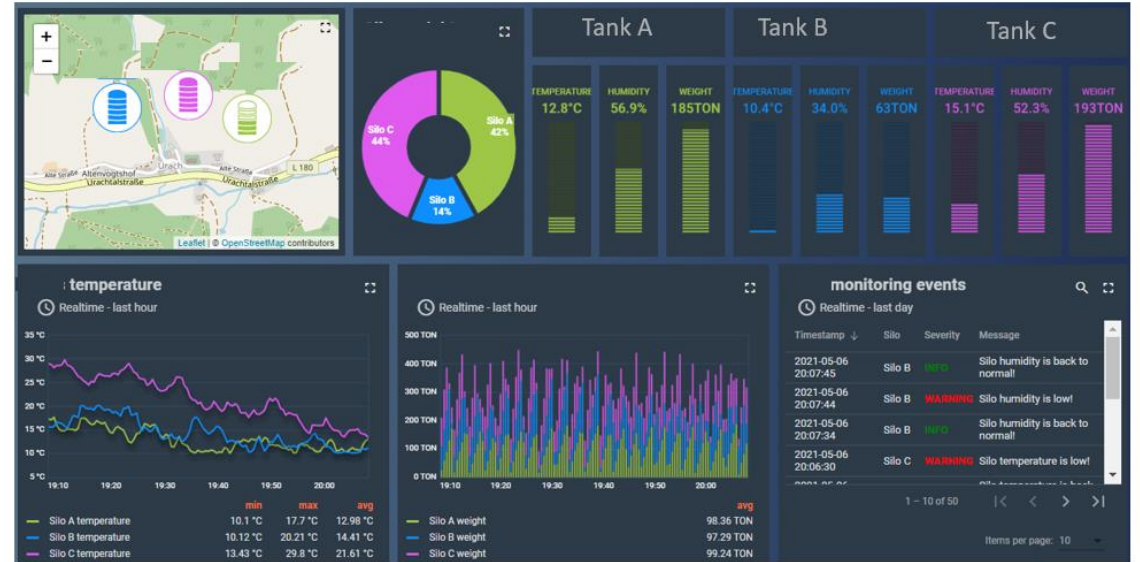 +
−
Alte Straße
Altenvogtshof
Urach
Alte Straße
L 180
Urachtalstraße
Urachtalstraße
Leaflet | © OpenStreetMap contributors
Silo A
42%
Silo C
44%
Silo B
14%
Tank A
Tank B
Tank C
TEMPERATURE HUMIDITY WEIGHT TEMPERATURE HUMIDITY WEIGHT TEMPERATURE HUMIDITY WEIGHT
12.8°C 56.9% 185TON 10.4°C 34.0% 63TON 15.1°C 52.3% 193TON
temperature
Realtime - last hour
35 °C
30 °C
25 °C
20 °C
15 °C
10 °C
5 °C
19:10 19:20 19:30 19:40 19:50 20:00
min max avg
Silo A temperature 10.1 °C 17.7 °C 12.98 °C
Silo B temperature 10.12 °C 20.21 °C 14.41 °C
Silo C temperature 13.43 °C 29.8 °C 21.61 °C
Realtime - last hour
500 TON
400 TON
300 TON
200 TON
100 TON
0 TON
19:10 19:20 19:30 19:40 19:50 20:00
avg
Silo A weight 98.36 TON
Silo B weight 97.29 TON
Silo C weight 99.24 TON
monitoring events
Realtime - last day
Timestamp ↓ Silo Severity Message
2021-05-06 20:07:45 Silo B INFO Silo humidity is back to normal!
2021-05-06 20:07:44 Silo B WARNING Silo humidity is low!
2021-05-06 20:07:34 Silo B INFO Silo humidity is back to normal!
2021-05-06 20:06:30 Silo C WARNING Silo temperature is low!
1 – 10 of 50
Items per page: 10